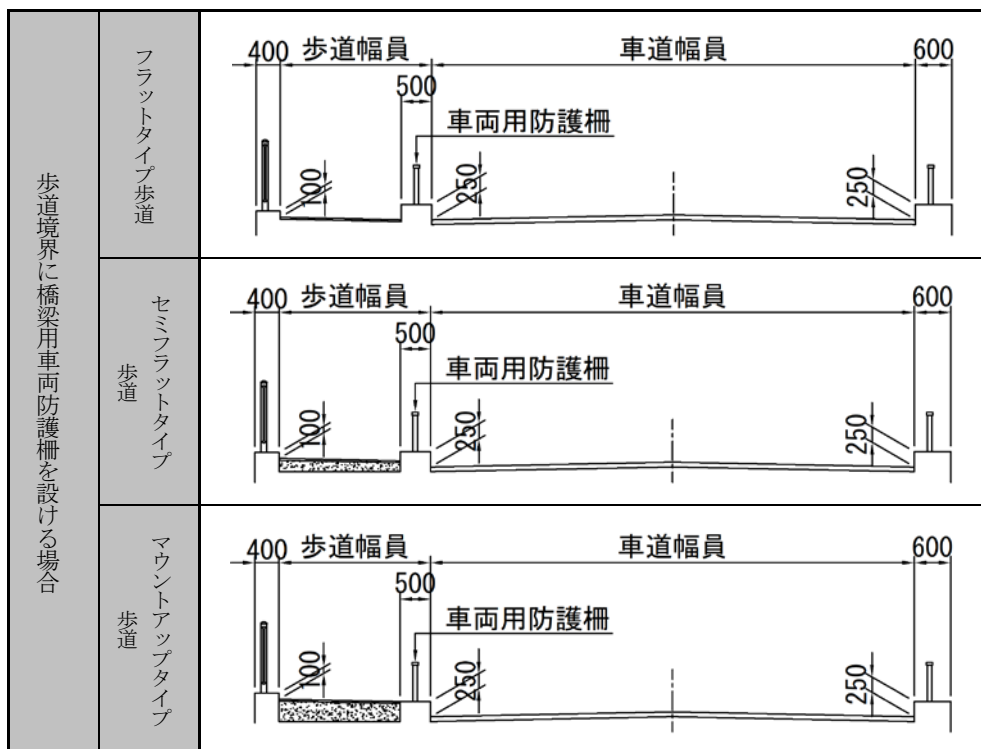 歩道境界に橋梁用車両防護柵を設ける場合
フラットタイプ歩道
400 歩道幅員 車道幅員 600
500
車両用防護柵
100 250 250
セミフラットタイプ
歩道
400 歩道幅員 車道幅員 600
500
車両用防護柵
100 250 250
マウントアップタイプ
歩道
400 歩道幅員 車道幅員 600
500
車両用防護柵
100 250 250